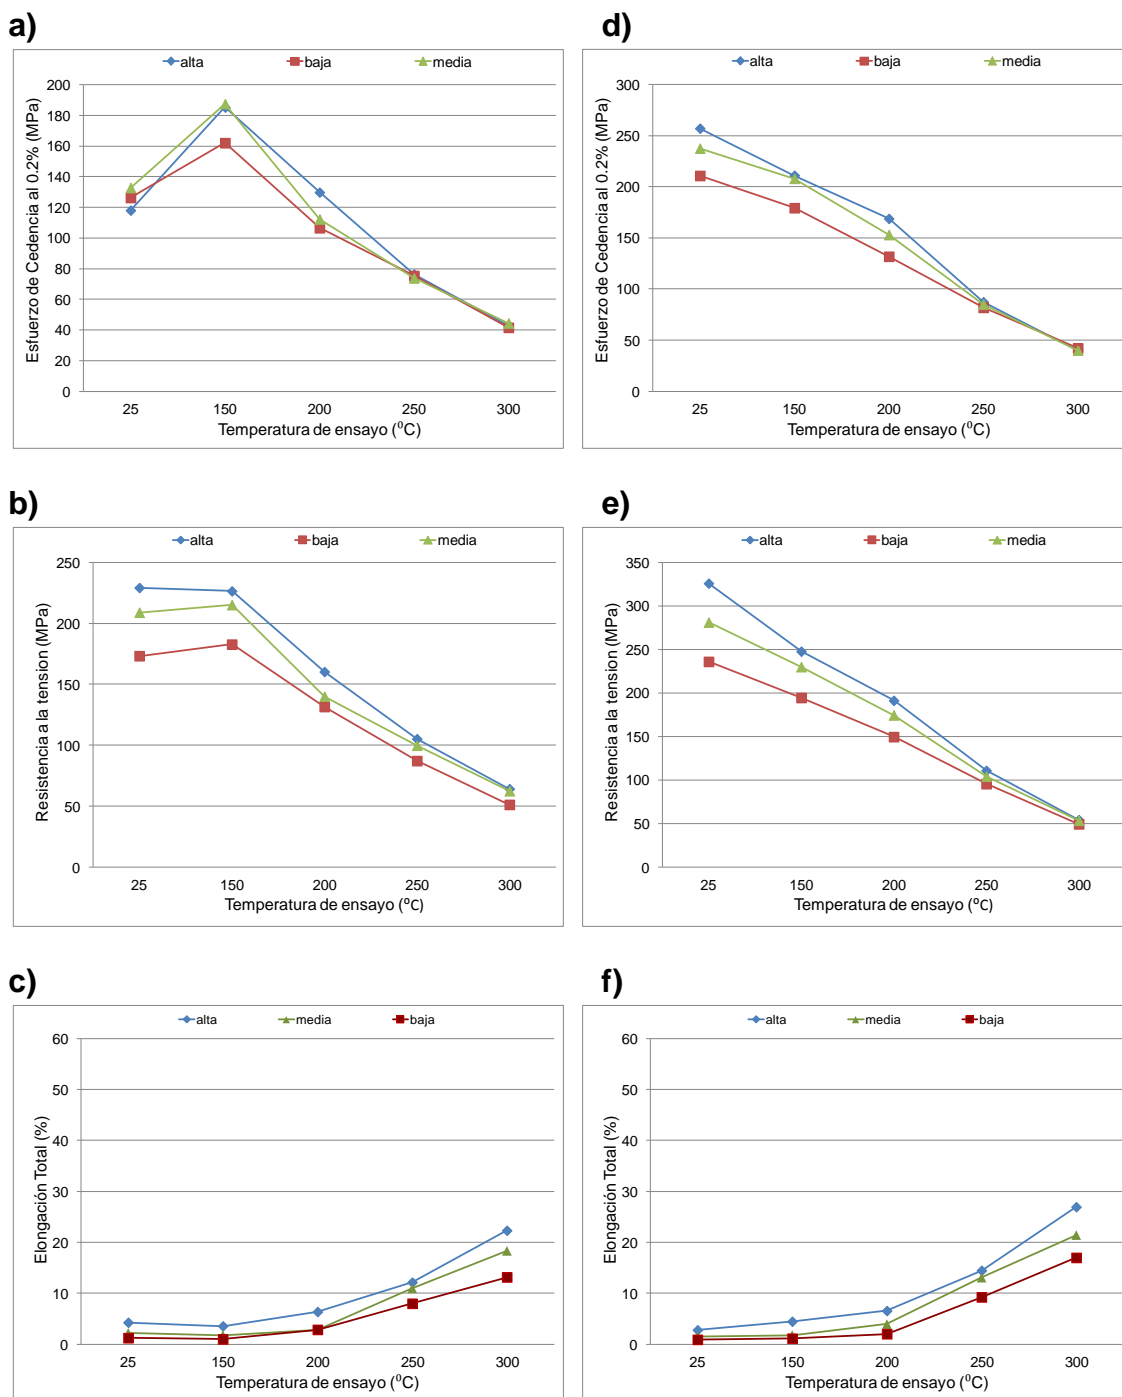 a)
alta baja media
Esfuerzo de Cedencia al 0.2% (MPa)
200
180
160
140
120
100
80
60
40
20
0
25 150 200 250 300
Temperatura de ensayo (⁰C)
d)
alta baja media
Esfuerzo de Cedencia al 0.2% (MPa)
300
250
200
150
100
50
0
25 150 200 250 300
Temperatura de ensayo (⁰C)
b)
alta baja media
Resistencia a la tension (MPa)
250
200
150
100
50
0
25 150 200 250 300
Temperatura de ensayo (ºC)
e)
alta baja media
Resistencia a la tension (MPa)
350
300
250
200
150
100
50
0
25 150 200 250 300
Temperatura de ensayo (ºC)
c)
alta media baja
Elongación Total (%)
60
50
40
30
20
10
0
25 150 200 250 300
Temperatura de ensayo (⁰C)
f)
alta media baja
Elongación Total (%)
60
50
40
30
20
10
0
25 150 200 250 300
Temperatura de ensayo (⁰C)